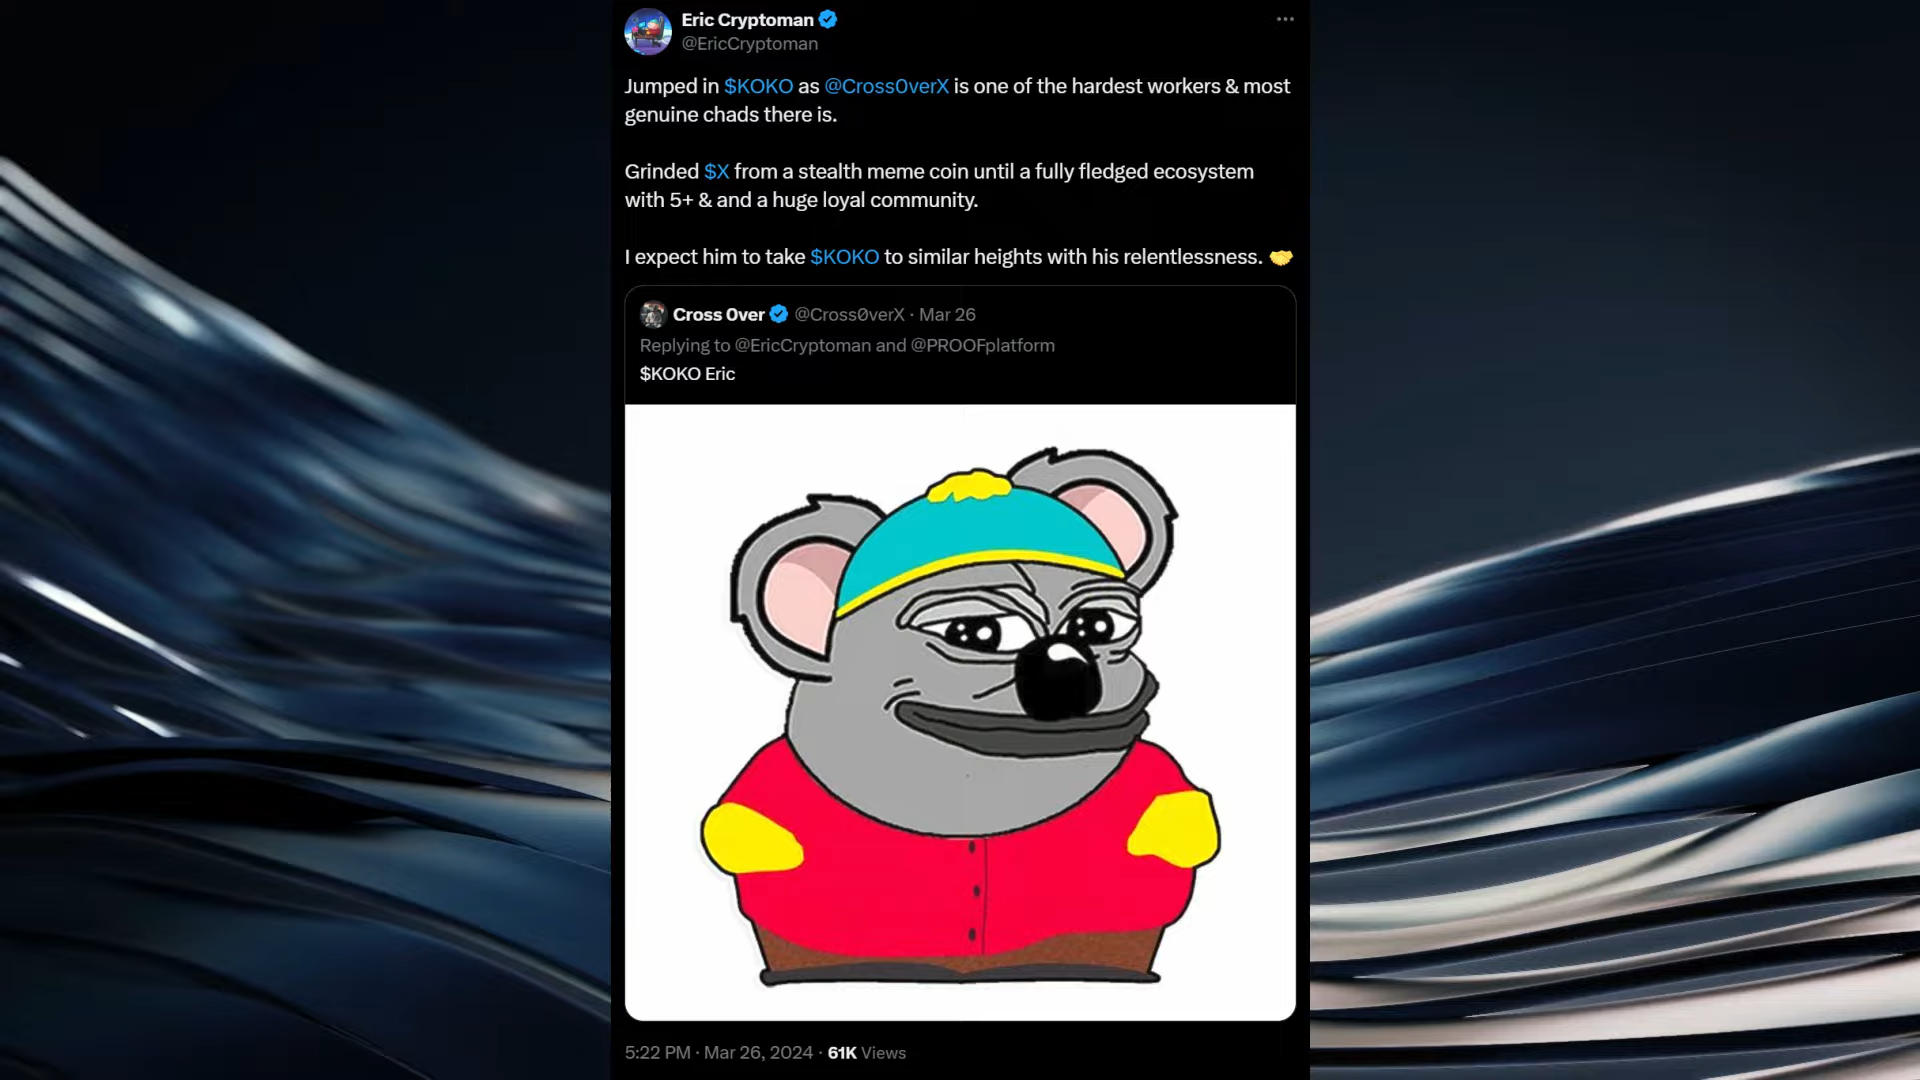 Eric Cryptoman
@EricCryptoman
Jumped in $KOKO as @Cross0verX is one of the hardest workers & most
genuine chads there is.
Grinded $X from a stealth meme coin until a fully fledged ecosystem
with 5+ & and a huge loyal community.
I expect him to take $KOKO to similar heights with his relentlessness. 🤝
Cross 0ver @Cross0verX · Mar 26
Replying to @EricCryptoman and @PROOFplatform
$KOKO Eric
5:22 PM · Mar 26, 2024 · 61K Views